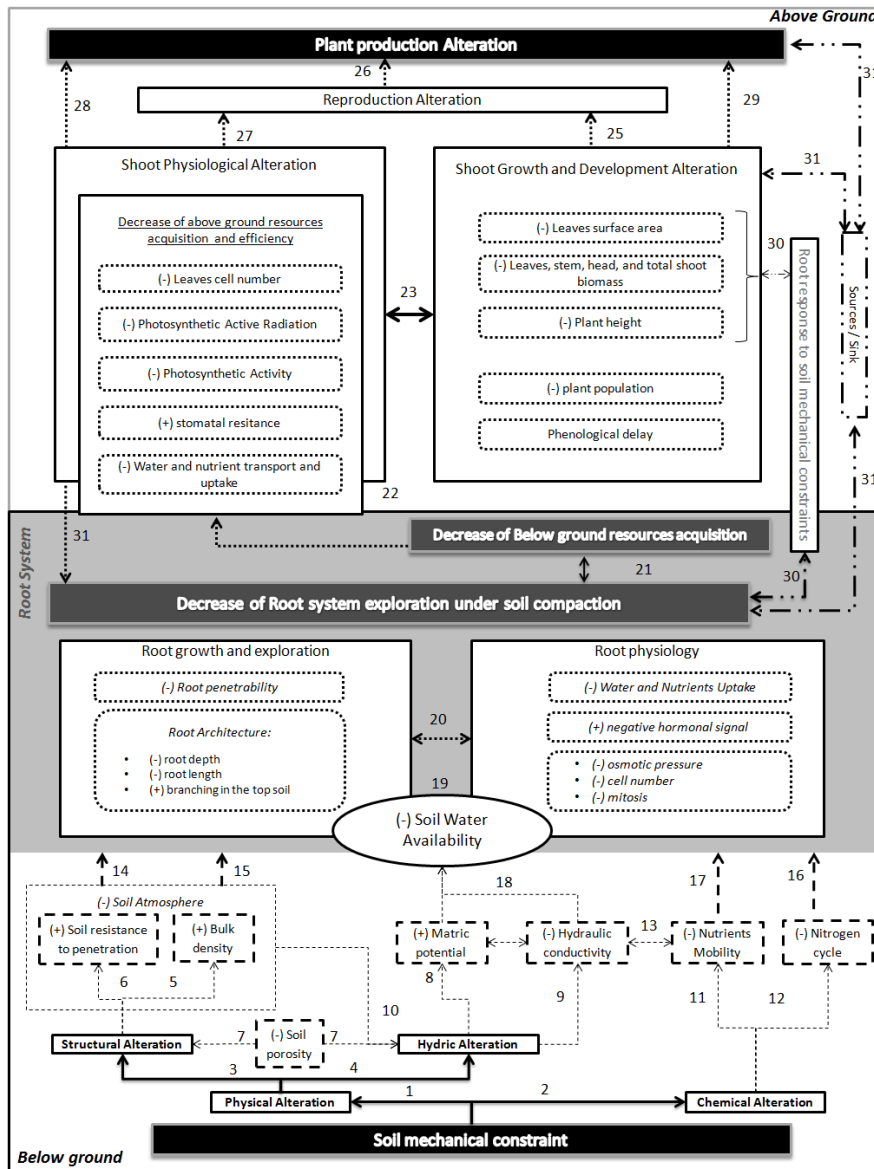 Above Ground
Plant production Alteration
26
31
28
Reproduction Alteration
29
27
25
Shoot Physiological Alteration
Shoot Growth and Development Alteration
31
Decrease of above ground resources
acquisition and efficiency
(-) Leaves cell number
(-) Photosynthetic Active Radiation
(-) Photosynthetic Activity
(+) stomatal resitance
(-) Water and nutrient transport and
uptake
23
(-) Leaves surface area
(-) Leaves, stem, head, and total shoot
biomass
(-) Plant height
(-) plant population
Phenological delay
30
Root response to soil mechanical constraints
Sources / Sink
22
31
31
Root System
Decrease of Below ground resources acquisition
21
30
Decrease of Root system exploration under soil compaction
Root growth and exploration
(-) Root penetrability
Root Architecture:
• (-) root depth
• (-) root length
• (+) branching in the top soil
20
Root physiology
(-) Water and Nutrients Uptake
(+) negative hormonal signal
• (-) osmotic pressure
• (-) cell number
• (-) mitosis
19
(-) Soil Water
Availability
14
15
18
17
16
(-) Soil Atmosphere
(+) Soil resistance
to penetration
(+) Bulk
density
(+) Matric
potential
(-) Hydraulic
conductivity
13
(-) Nutrients
Mobility
(-) Nitrogen
cycle
6
5
8
9
10
11
12
Structural Alteration
7
(-) Soil
porosity
7
Hydric Alteration
3
4
Physical Alteration
1
2
Chemical Alteration
Soil mechanical constraint
Below ground